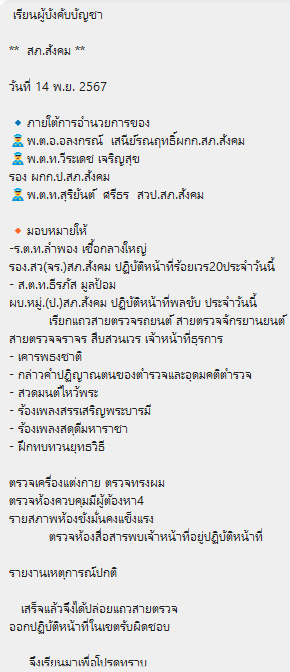 เรียนผู้บังคับบัญชา
** สภ.สังคม **
วันที่ 14 พ.ย. 2567
🔹ภายใต้การอำนวยการของ
👮พ.ต.อ.อลงกรณ์ เสนีย์รณฤทธิ์ผกก.สภ.สังคม
👮พ.ต.ท.วีระเดช เจริญสุข
รอง ผกก.ป.สภ.สังคม
👮พ.ต.ท.สุริยันต์ ศรีธร สวป.สภ.สังคม
🔸มอบหมายให้
-ร.ต.ท.ลำพอง เชื้อกลางใหญ่
รอง.สว(จร.)สภ.สังคม ปฏิบัติหน้าที่ร้อยเวร20ประจำวันนี้
- ส.ต.ท.ธีรภัส มูลป้อม
ผบ.หมู่.(ป.)สภ.สังคม ปฏิบัติหน้าที่พลขับ ประจำวันนี้
เรียกแถวสายตรวจรถยนต์ สายตรวจจักรยานยนต์
สายตรวจจราจร สืบสวนเวร เจ้าหน้าที่ธุรการ
- เคารพธงชาติ
- กล่าวคำปฏิญาณตนของตำรวจและอุดมคติตำรวจ
- สวดมนต์ไหว้พระ
- ร้องเพลงสรรเสริญพระบารมี
- ร้องเพลงสดุดีมหาราชา
- ฝึกทบทวนยุทธวิธี
ตรวจเครื่องแต่งกาย ตรวจทรงผม
ตรวจห้องควบคุมมีผู้ต้องหา4
รายสภาพห้องขังมั่นคงแข็งแรง
ตรวจห้องสื่อสารพบเจ้าหน้าที่อยู่ปฏิบัติหน้าที่
รายงานเหตุการณ์ปกติ
เสร็จแล้วจึงได้ปล่อยแถวสายตรวจ
ออกปฏิบัติหน้าที่ในเขตรับผิดชอบ
จึงเรียนมาเพื่อโปรดทราบ